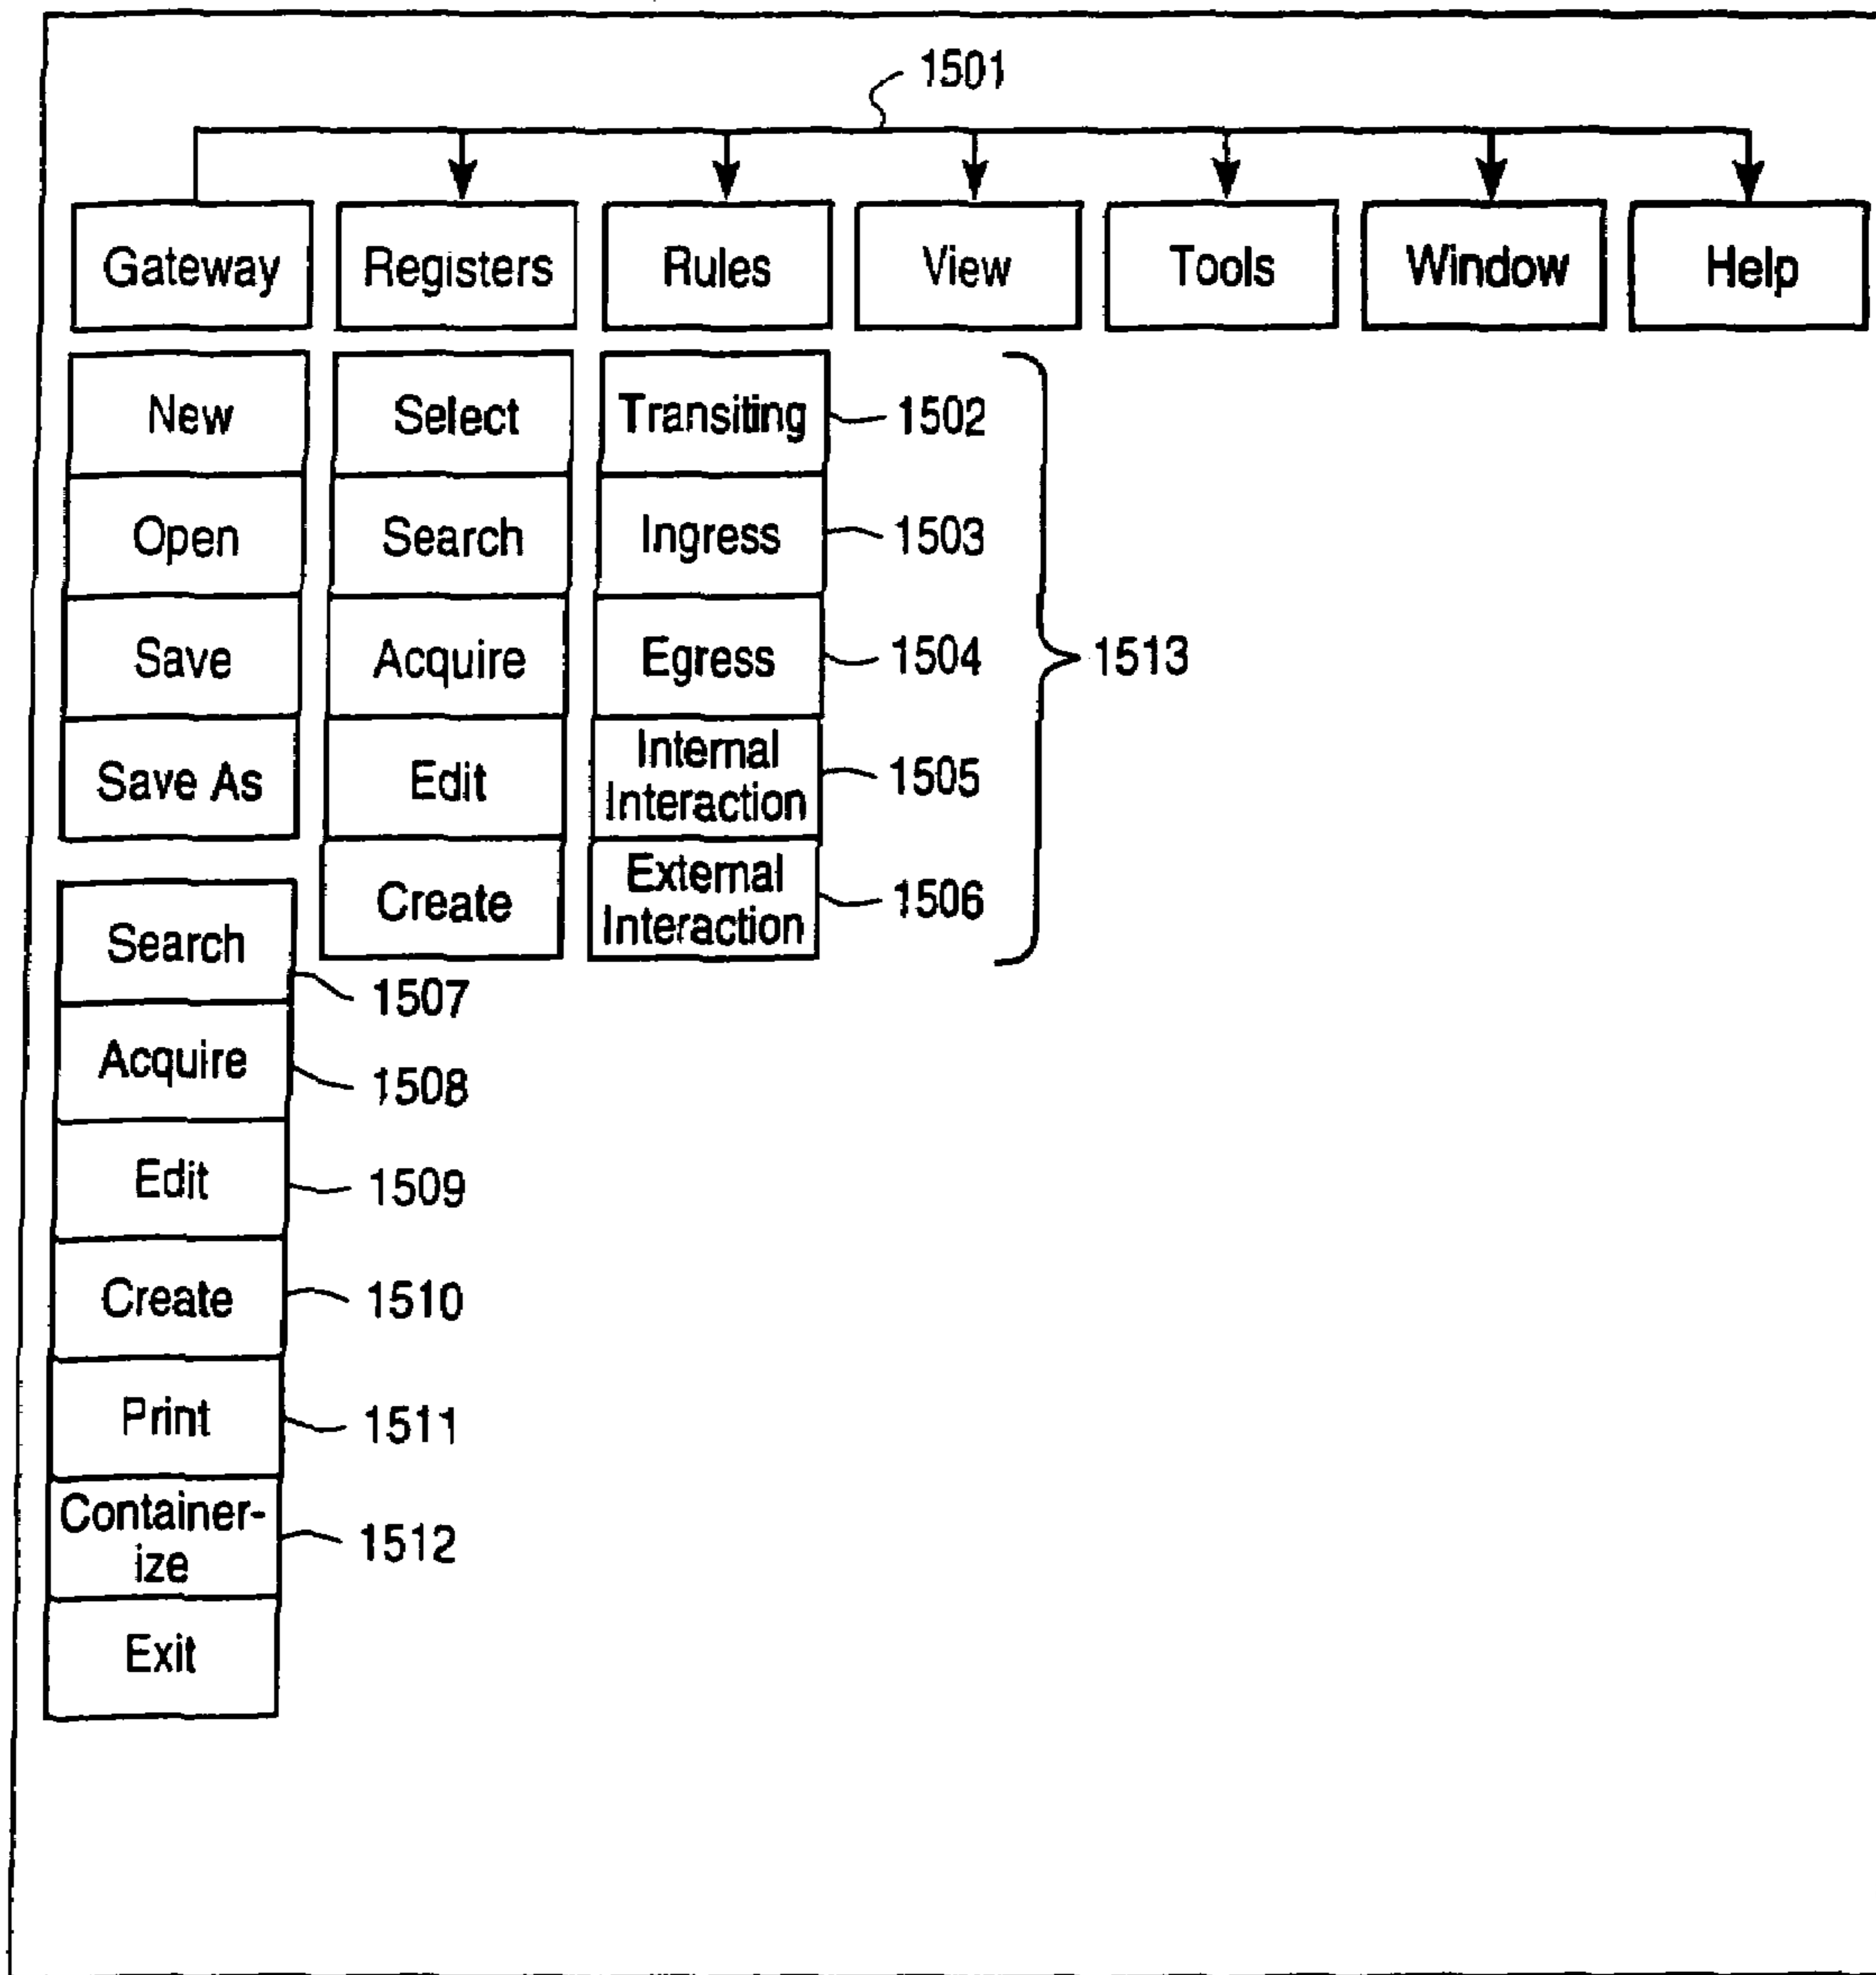 1501
Gateway Registers Rules View Tools Window Help
New Select Transiting 1502
Open Search Ingress 1503
Save Acquire Egress 1504 1513
Save As Edit Internal
Interaction 1505
Create External
Interaction 1506
Search 1507
Acquire 1508
Edit 1509
Create 1510
Print 1511
Container-
ize 1512
Exit